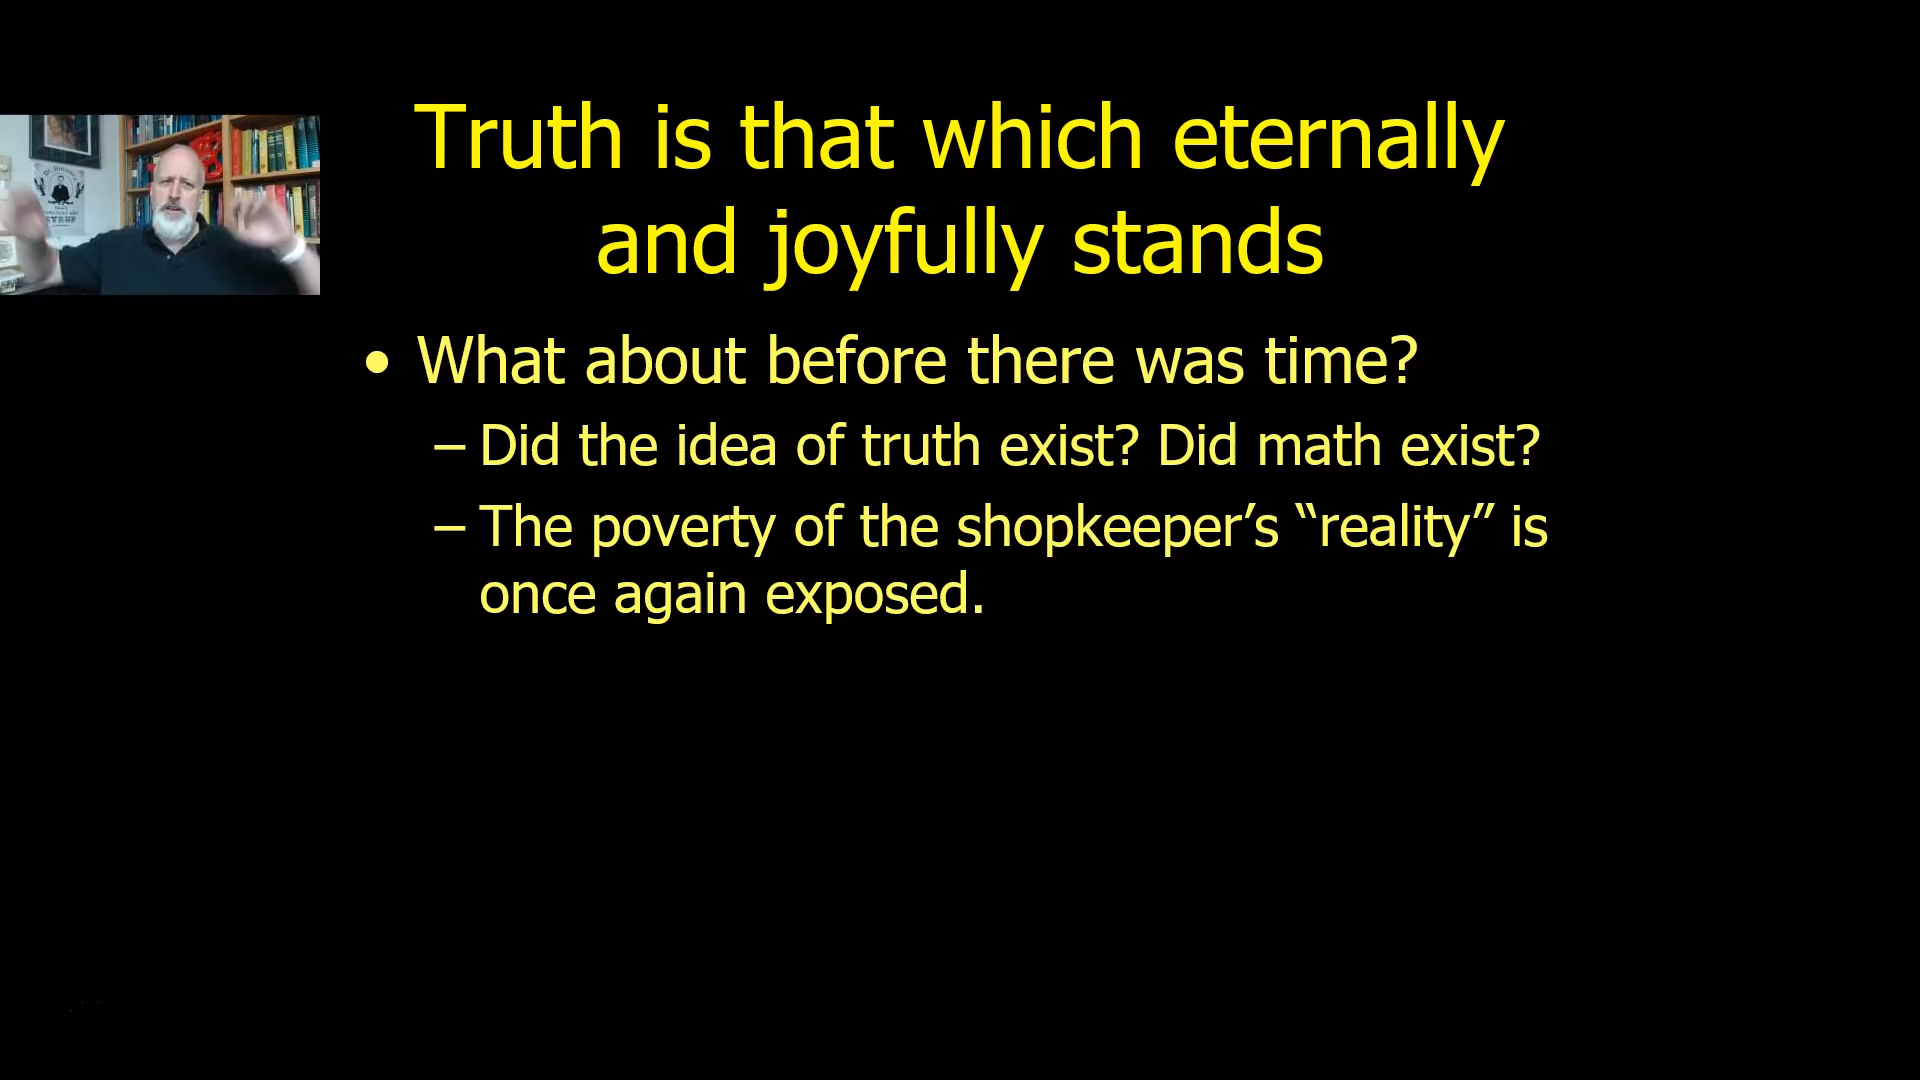 Truth is that which eternally
and joyfully stands
• What about before there was time?
– Did the idea of truth exist? Did math exist?
– The poverty of the shopkeeper’s “reality” is
once again exposed.